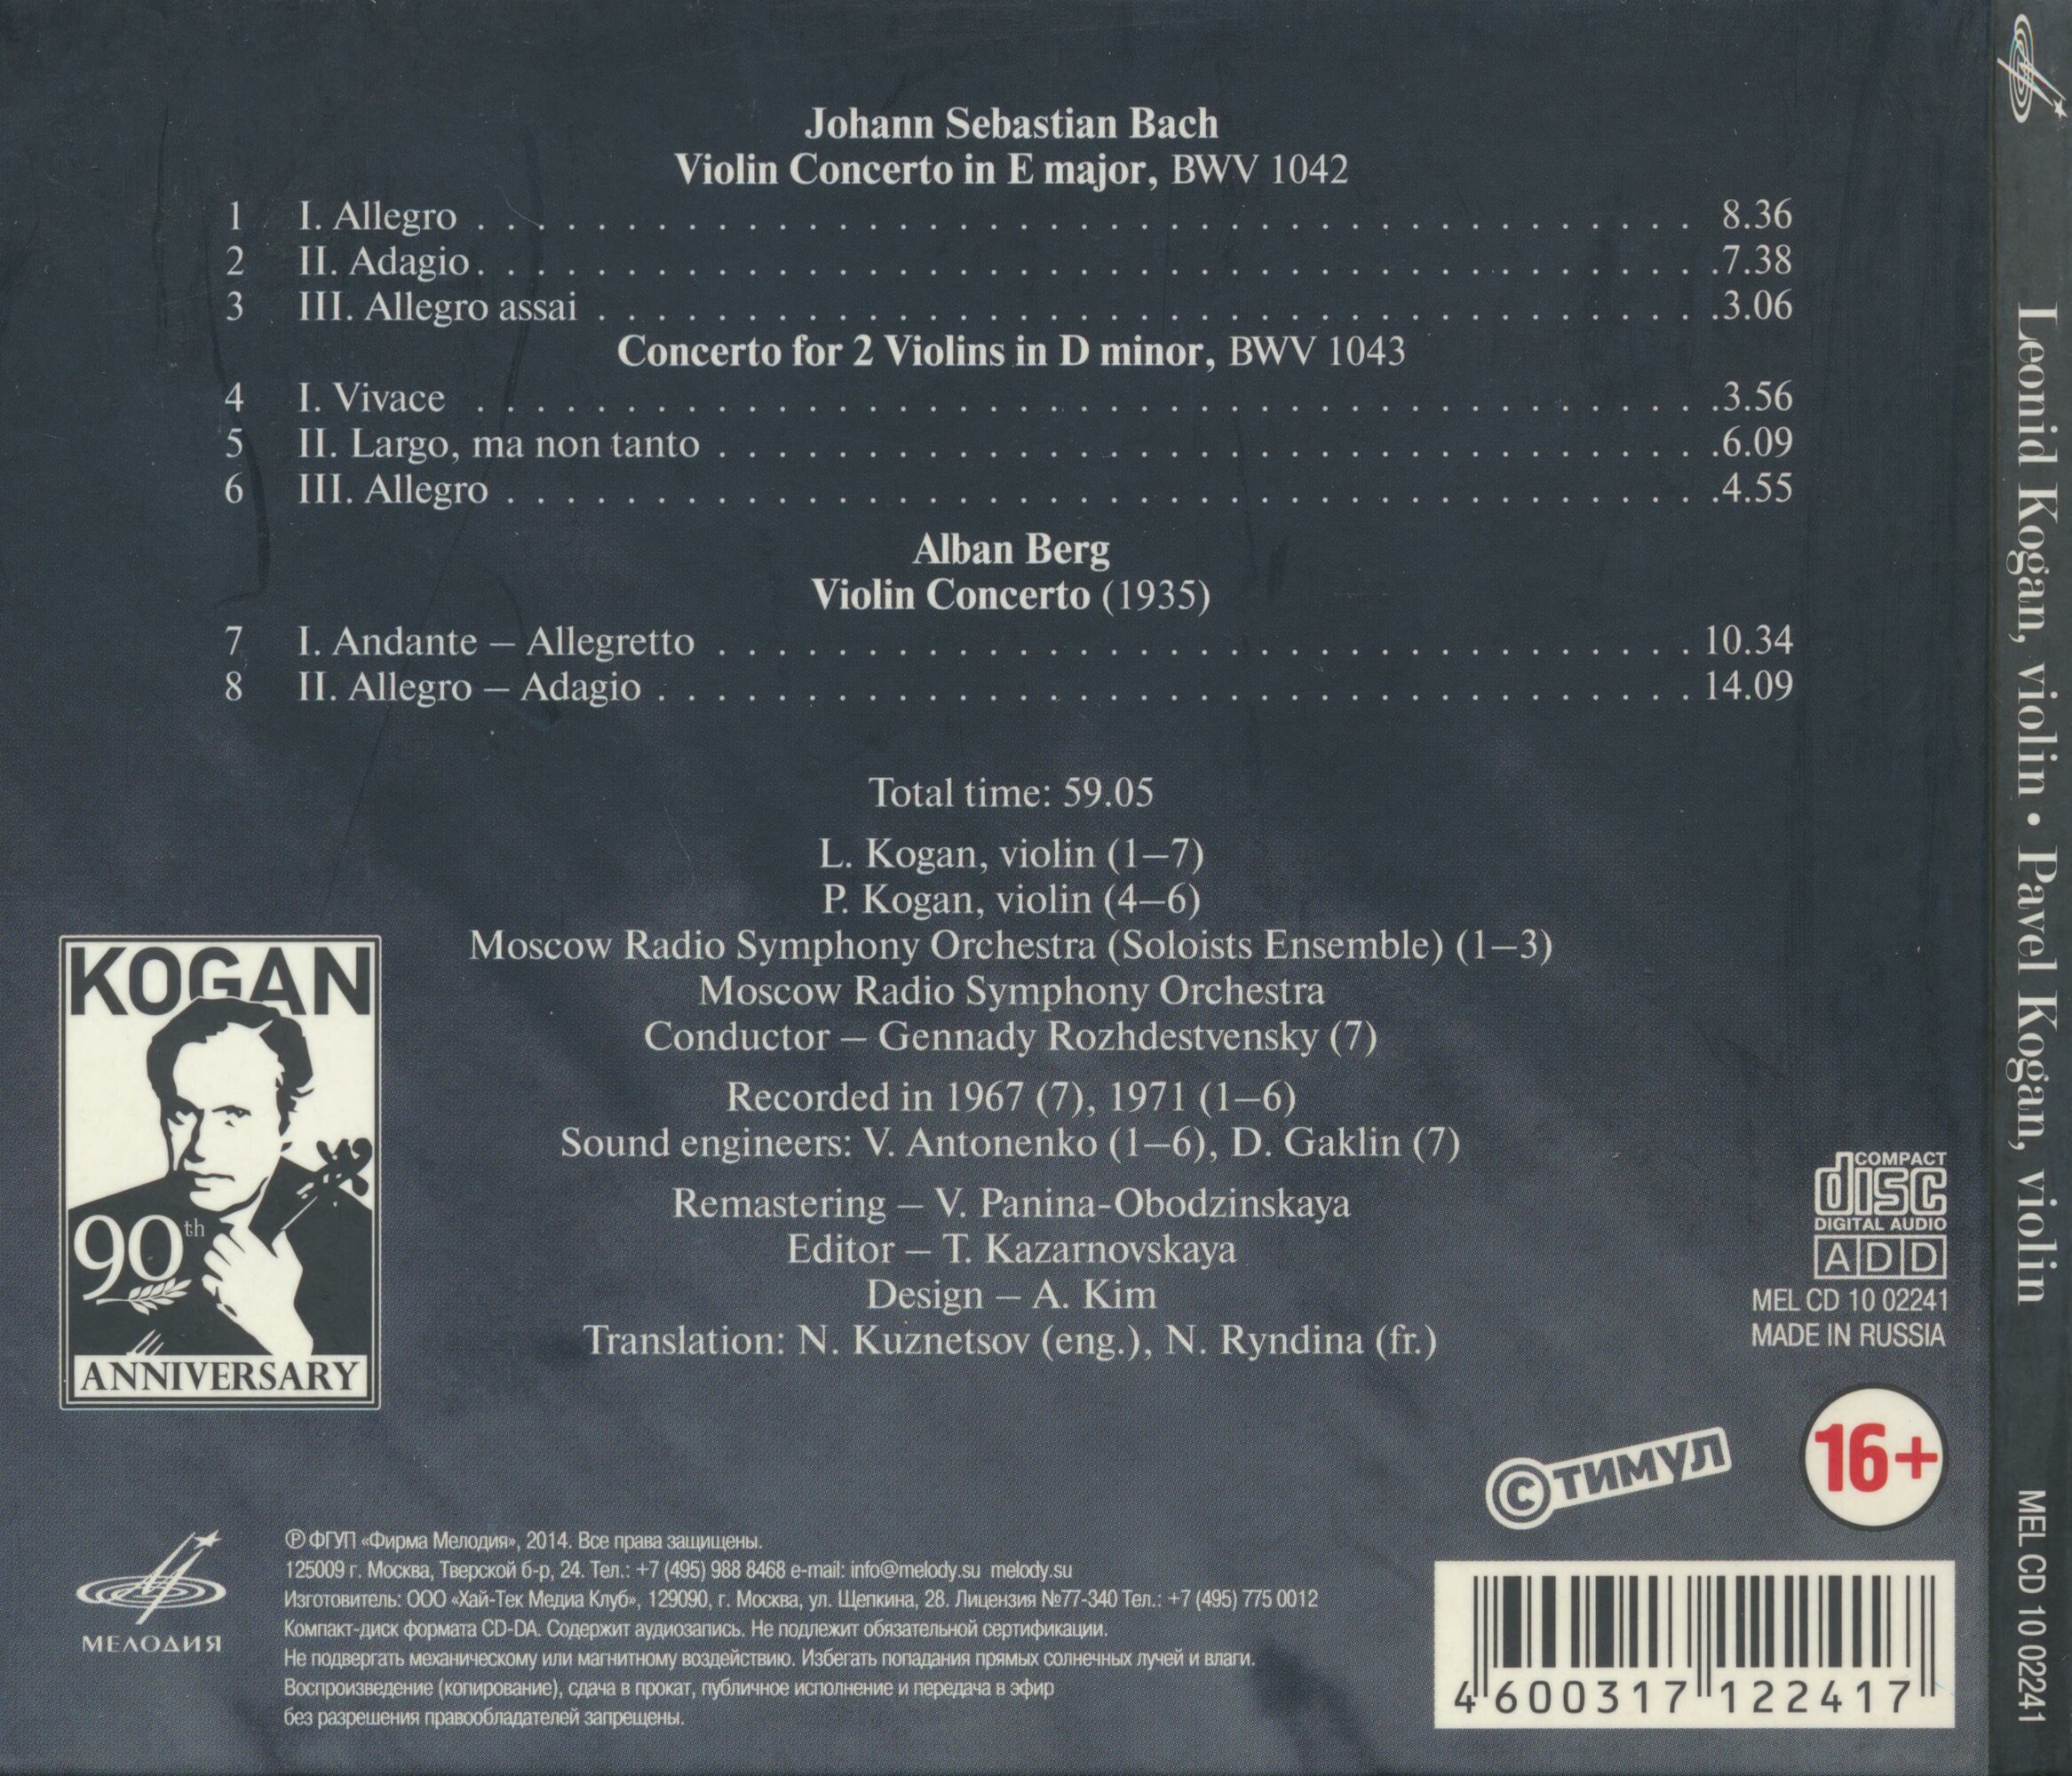 Johann Sebastian Bach
Violin Concerto in E major, BWV 1042
1 I. Allegro . . . . . . . . . . . . . . . . . . . . . . . . . . . . . . . . . . . . . . . . . 8.36
2 II. Adagio. . . . . . . . . . . . . . . . . . . . . . . . . . . . . . . . . . . . . . . . . .7.38
3 III. Allegro assai . . . . . . . . . . . . . . . . . . . . . . . . . . . . . . . . . . . . . .3.06
Concerto for 2 Violins in D minor, BWV 1043
4 I. Vivace . . . . . . . . . . . . . . . . . . . . . . . . . . . . . . . . . . . . . . . . . .3.56
5 II. Largo, ma non tanto . . . . . . . . . . . . . . . . . . . . . . . . . . . . . . . . . .6.09
6 III. Allegro . . . . . . . . . . . . . . . . . . . . . . . . . . . . . . . . . . . . . . . . .4.55
Alban Berg
Violin Concerto (1935)
7 I. Andante – Allegretto . . . . . . . . . . . . . . . . . . . . . . . . . . . . . . . . . 10.34
8 II. Allegro – Adagio . . . . . . . . . . . . . . . . . . . . . . . . . . . . . . . . . . . 14.09
Total time: 59.05
L. Kogan, violin (1–7)
P. Kogan, violin (4–6)
Moscow Radio Symphony Orchestra (Soloists Ensemble) (1–3)
Moscow Radio Symphony Orchestra
Conductor – Gennady Rozhdestvensky (7)
Recorded in 1967 (7), 1971 (1–6)
Sound engineers: V. Antonenko (1–6), D. Gaklin (7)
Remastering – V. Panina-Obodzinskaya
Editor – T. Kazarnovskaya
Design – A. Kim
Translation: N. Kuznetsov (eng.), N. Ryndina (fr.)
KOGAN
90th
ANNIVERSARY
COMPACT
disc
DIGITAL AUDIO
ADD
MEL CD 10 02241
MADE IN RUSSIA
©ТИМУЛ
16+
МЕЛОДИЯ
℗ ФГУП «Фирма Мелодия», 2014. Все права защищены.
125009 г. Москва, Тверской б-р, 24. Тел.: +7 (495) 988 8468 e-mail: info@melody.su melody.su
Изготовитель: ООО «Хай-Тек Медиа Клуб», 129090, г. Москва, ул. Щепкина, 28. Лицензия №77-340 Тел.: +7 (495) 775 0012
Компакт-диск формата CD-DA. Содержит аудиозапись. Не подлежит обязательной сертификации.
Не подвергать механическому или магнитному воздействию. Избегать попадания прямых солнечных лучей и влаги.
Воспроизведение (копирование), сдача в прокат, публичное исполнение и передача в эфир
без разрешения правообладателей запрещены.
4 600317 122417
Leonid Kogan, violin • Pavel Kogan, violin
MEL CD 10 02241